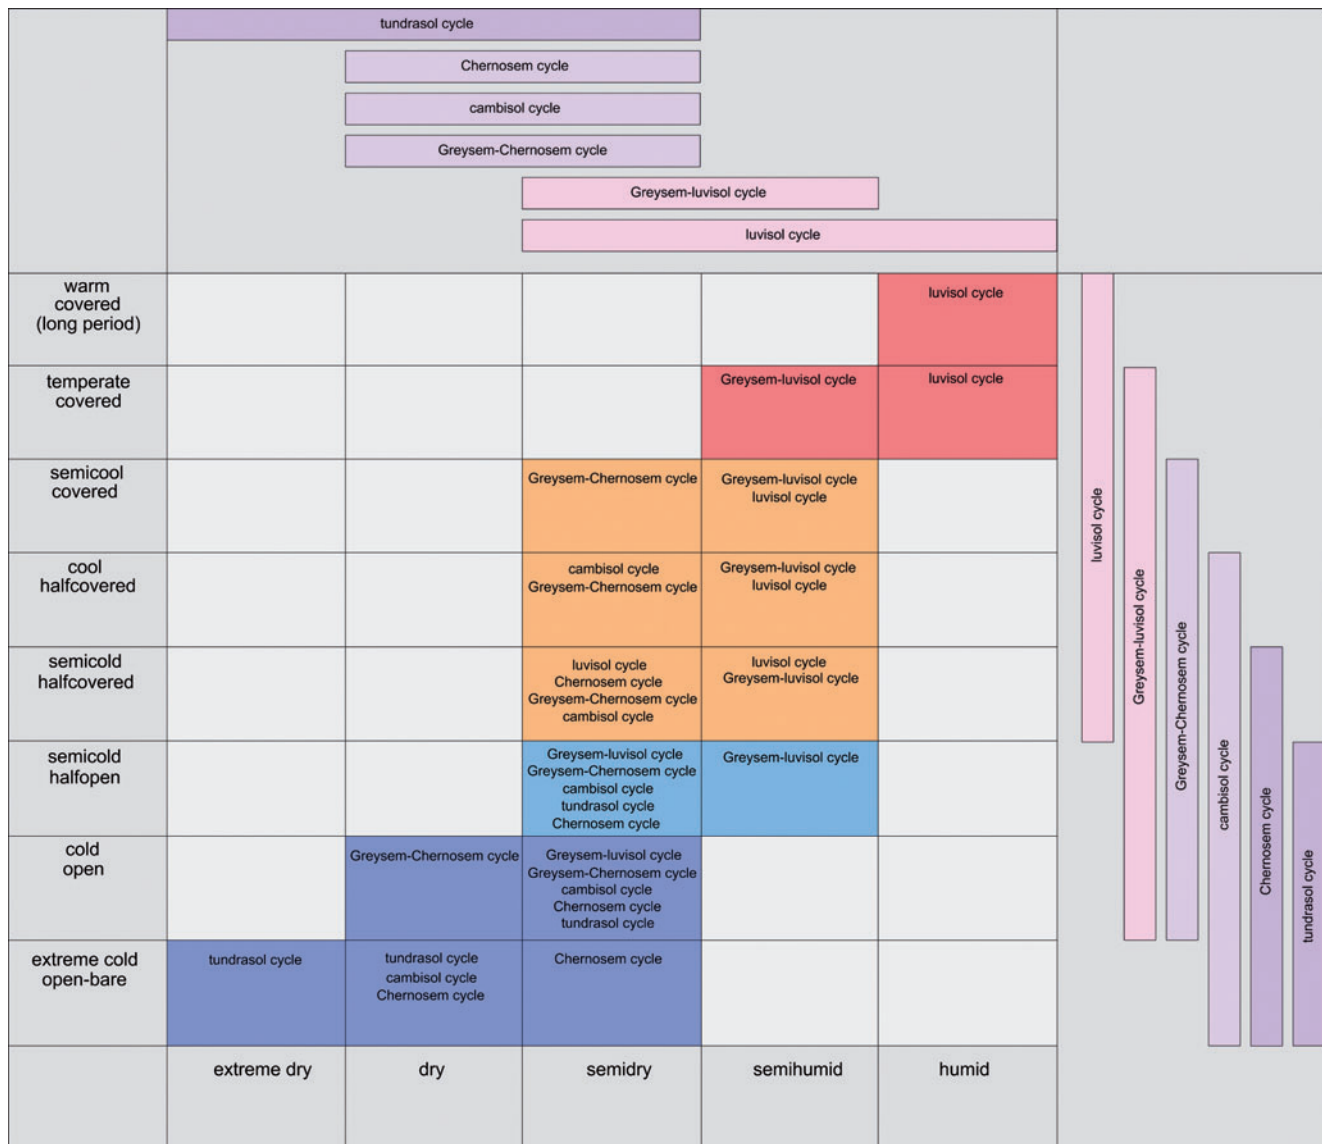 tundrasol cycle
Chernosem cycle
cambisol cycle
Greysem-Chernosem cycle
Greysem-luvisol cycle
luvisol cycle
warm
covered
(long period)
luvisol cycle
temperate
covered
Greysem-luvisol cycle
luvisol cycle
semicool
covered
Greysem-Chernosem cycle
Greysem-luvisol cycle
luvisol cycle
cool
halfcovered
cambisol cycle
Greysem-Chernosem cycle
Greysem-luvisol cycle
luvisol cycle
semicold
halfcovered
luvisol cycle
Chernosem cycle
Greysem-Chernosem cycle
cambisol cycle
luvisol cycle
Greysem-luvisol cycle
semicold
halfopen
Greysem-luvisol cycle
Greysem-Chernosem cycle
cambisol cycle
tundrasol cycle
Chernosem cycle
Greysem-luvisol cycle
cold
open
Greysem-Chernosem cycle
Greysem-luvisol cycle
Greysem-Chernosem cycle
cambisol cycle
Chernosem cycle
tundrasol cycle
extreme cold
open-bare
tundrasol cycle
tundrasol cycle
cambisol cycle
Chernosem cycle
Chernosem cycle
extreme dry
dry
semidry
semihumid
humid
luvisol cycle
Greysem-luvisol cycle
Greysem-Chernosem cycle
cambisol cycle
Chernosem cycle
tundrasol cycle